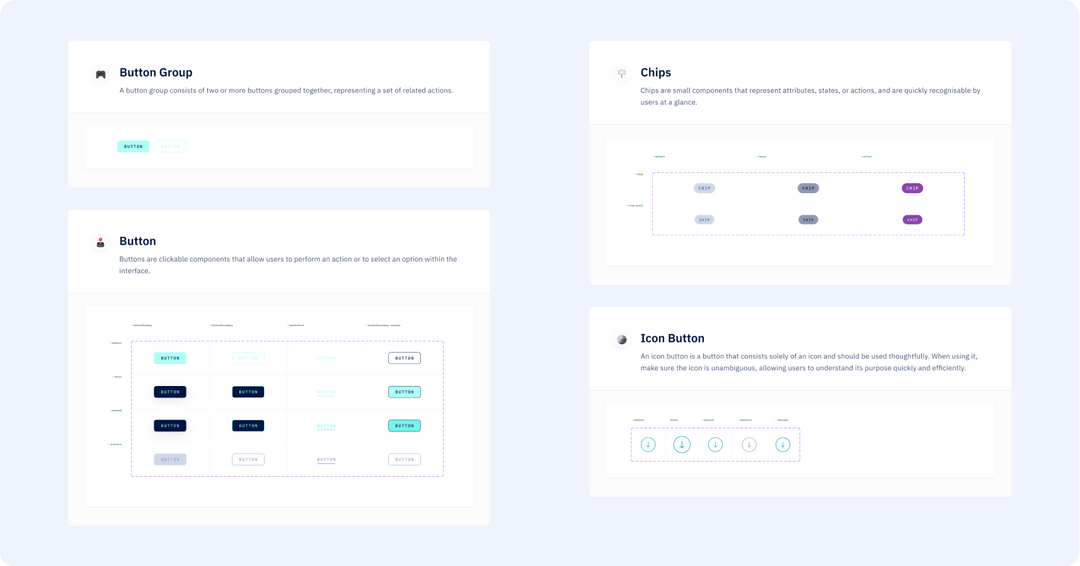 Button Group
A button group consists of two or more buttons grouped together, representing a set of related actions.
BUTTON BUTTON
Button
Buttons are clickable components that allow users to perform an action or to select an option within the
interface.
BUTTON BUTTON BUTTON BUTTON
BUTTON BUTTON BUTTON BUTTON
BUTTON BUTTON BUTTON BUTTON
BUTTON BUTTON BUTTON BUTTON
Chips
Chips are small components that represent attributes, states, or actions, and are quickly recognisable by
users at a glance.
CHIP CHIP CHIP
CHIP CHIP CHIP
Icon Button
An icon button is a button that consists solely of an icon and should be used thoughtfully. When using it,
make sure the icon is unambiguous, allowing users to understand its purpose quickly and efficiently.